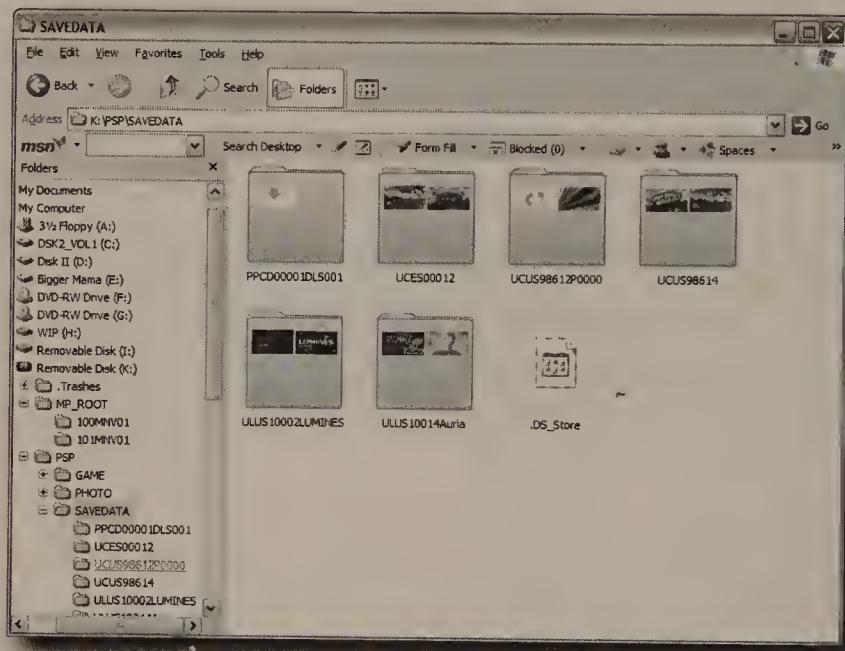 SAVEDATA
File Edit View Favorites Tools Help
Back Search Folders
Address K:\PSP\SAVEDATA Go
msn Search Desktop Form Fill Blocked (0) Spaces »
Folders x
My Documents
My Computer
3½ Floppy (A:)
DSK2_VOL1 (C:)
Disk II (D:)
Bigger Mama (E:)
DVD-RW Drive (F:)
DVD-RW Drive (G:)
WIP (H:)
Removable Disk (I:)
Removable Disk (K:)
.Trashes
MP_ROOT
100MNV01
101MNV01
PSP
GAME
PHOTO
SAVEDATA
PPCD00001DLS001
UCES00012
UCUS98612P0000
UCUS98614
ULUS10002LUMINES
PPCD00001DLS001 UCES00012 UCUS98612P0000 UCUS98614
LUMINES
ULUS10002LUMINES ULUS10014Auria .DS_Store